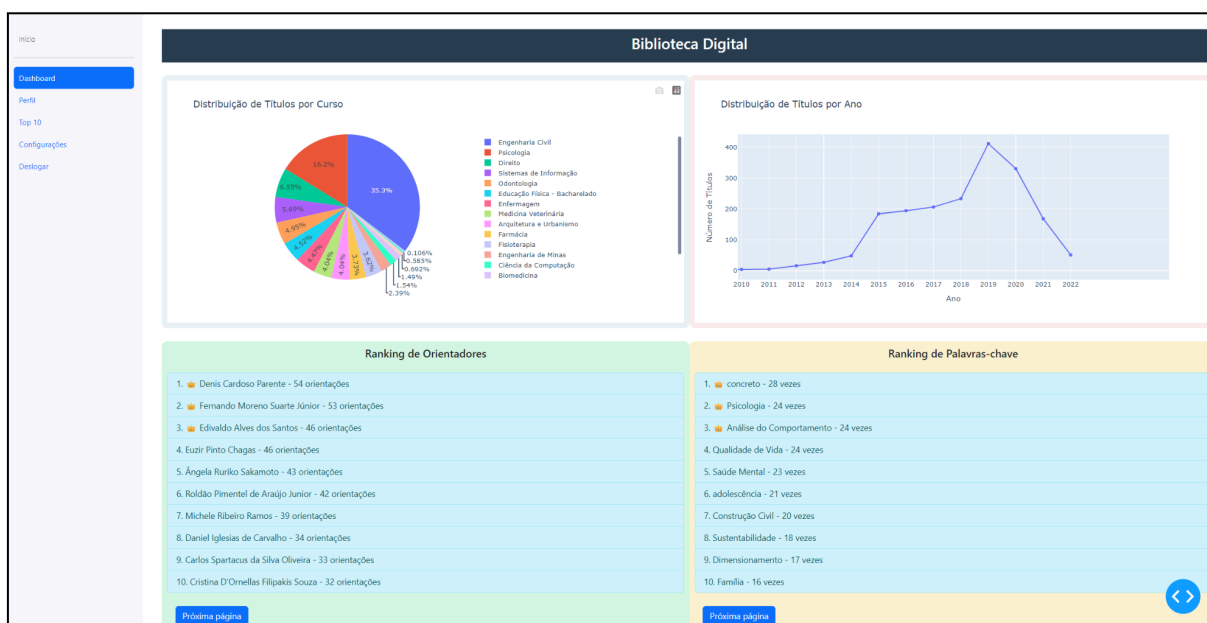 Início
Dashboard
Perfil
Top 10
Configurações
Deslogar
Biblioteca Digital
Distribuição de Títulos por Curso
35.3%
16.2%
6.55%
5.69%
4.95%
4.52%
4.47%
4.04%
4.04%
3.73%
3.62%
2.39%
1.54%
1.49%
0.692%
0.585%
0.106%
Engenharia Civil
Psicologia
Direito
Sistemas de Informação
Odontologia
Educação Física – Bacharelado
Enfermagem
Medicina Veterinária
Arquitetura e Urbanismo
Farmácia
Fisioterapia
Engenharia de Minas
Ciência da Computação
Biomedicina
Distribuição de Títulos por Ano
Número de Títulos
400
300
200
100
0
2010 2011 2012 2013 2014 2015 2016 2017 2018 2019 2020 2021 2022
Ano
Ranking de Orientadores
1. Denis Cardoso Parente - 54 orientações
2. Fernando Moreno Suarte Júnior - 53 orientações
3. Edivaldo Alves dos Santos - 46 orientações
4. Euzir Pinto Chagas - 46 orientações
5. Ângela Ruriko Sakamoto - 43 orientações
6. Roldão Pimentel de Araújo Junior - 42 orientações
7. Michele Ribeiro Ramos - 39 orientações
8. Daniel Iglesias de Carvalho - 34 orientações
9. Carlos Spartacus da Silva Oliveira - 33 orientações
10. Cristina D'Ornellas Filipakis Souza - 32 orientações
Próxima página
Ranking de Palavras-chave
1. concreto - 28 vezes
2. Psicologia - 24 vezes
3. Análise do Comportamento - 24 vezes
4. Qualidade de Vida - 24 vezes
5. Saúde Mental - 23 vezes
6. adolescência - 21 vezes
7. Construção Civil - 20 vezes
8. Sustentabilidade - 18 vezes
9. Dimensionamento - 17 vezes
10. Família - 16 vezes
Próxima página